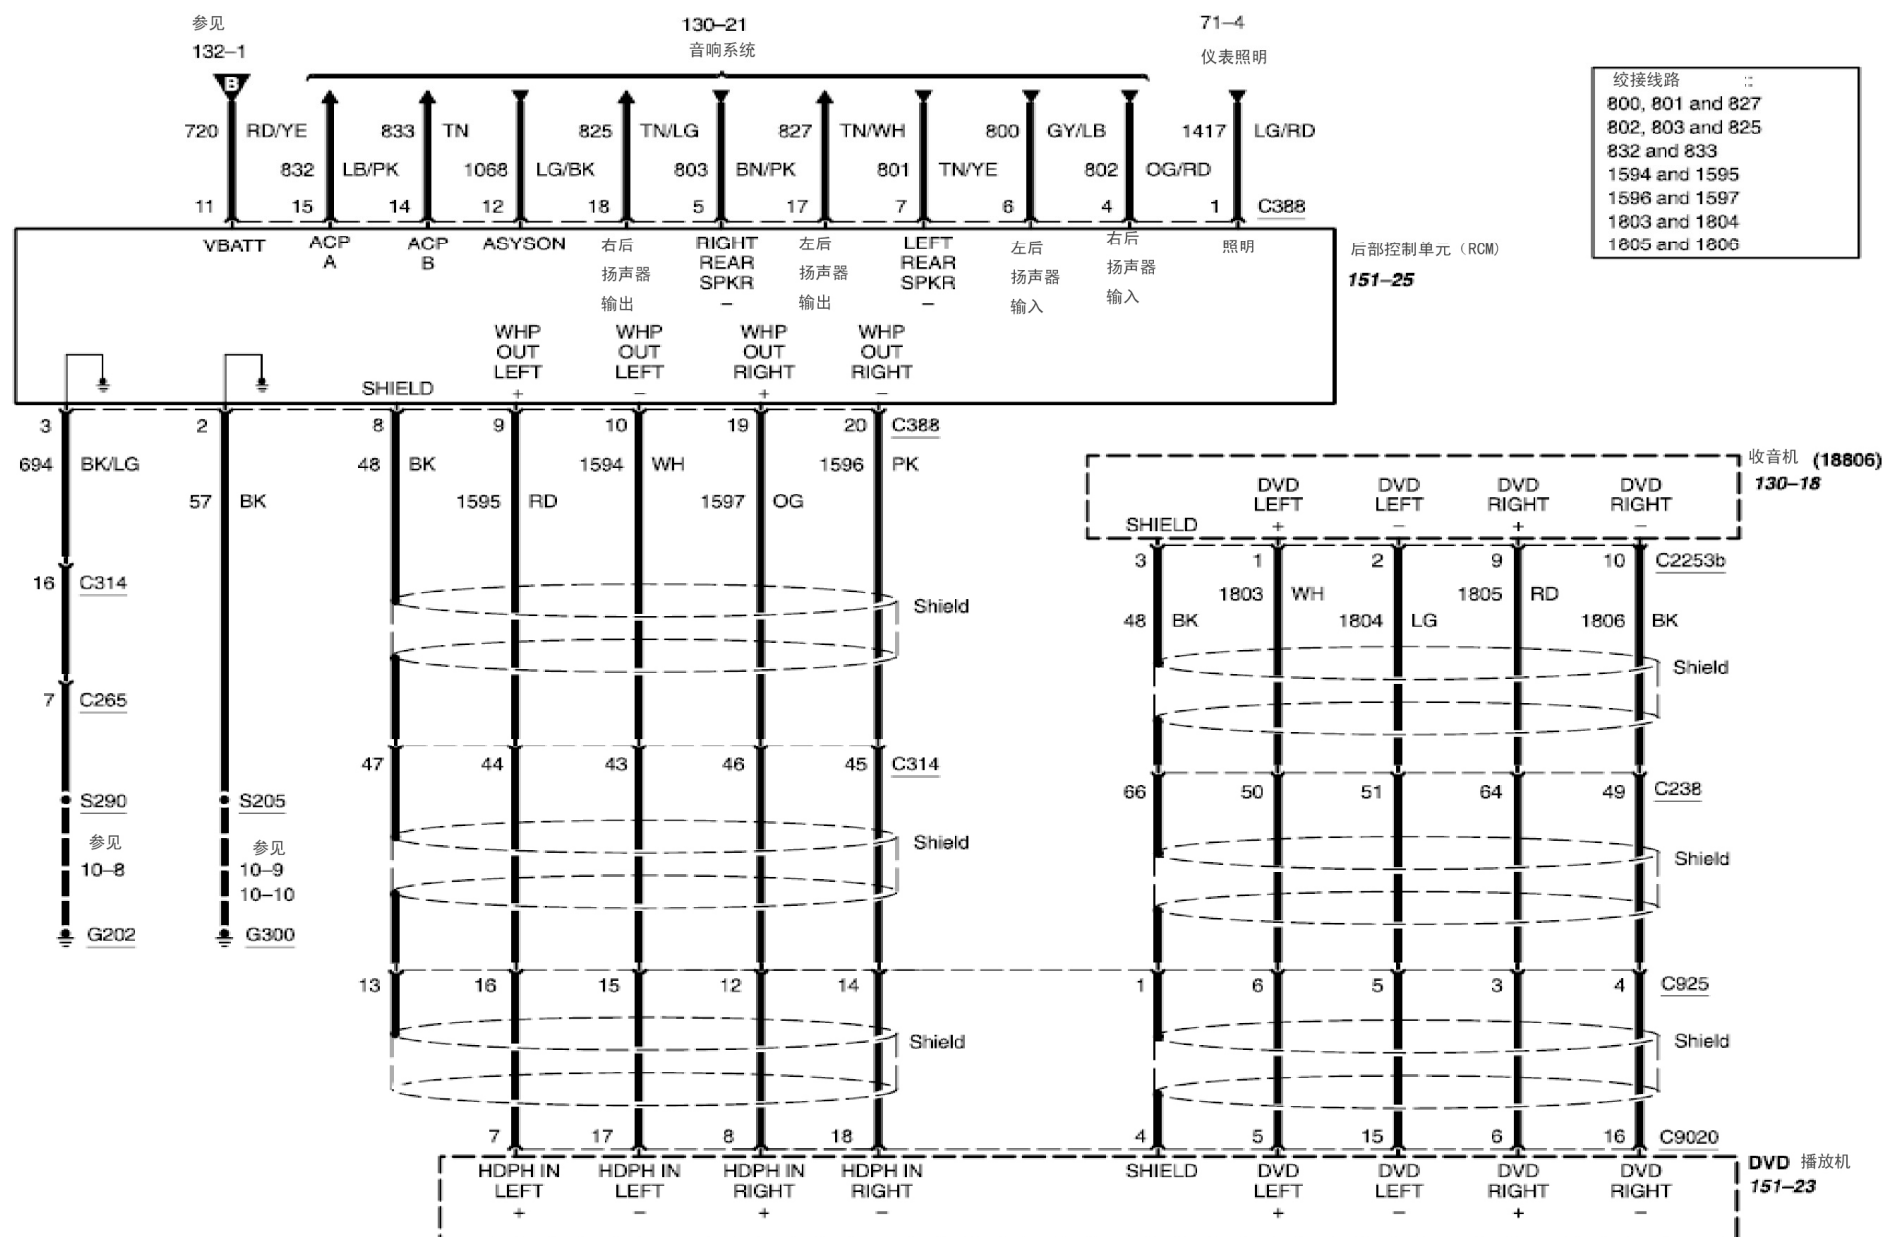 参见
132–1
130–21
音响系统
71–4
仪表照明
绞接线路
800, 801 and 827
802, 803 and 825
832 and 833
1594 and 1595
1596 and 1597
1803 and 1804
1805 and 1806
B
720 RD/YE
833 TN
825 TN/LG
827 TN/WH
800 GY/LB
1417 LG/RD
832 LB/PK
1068 LG/BK
803 BN/PK
801 TN/YE
802 OG/RD
11 15 14 12 18 5 17 7 6 4 1 C388
VBATT
ACP
A
ACP
B
ASYSON
右后
扬声器
输出
RIGHT
REAR
SPKR
–
左后
扬声器
输出
LEFT
REAR
SPKR
–
左后
扬声器
输入
右后
扬声器
输入
照明
后部控制单元（RCM)
151–25
SHIELD
WHP
OUT
LEFT
+
WHP
OUT
LEFT
–
WHP
OUT
RIGHT
+
WHP
OUT
RIGHT
–
3 2 8 9 10 19 20 C388
694 BK/LG
48 BK
1594 WH
1596 PK
57 BK
1595 RD
1597 OG
收音机 (18806)
130–18
SHIELD
DVD
LEFT
+
DVD
LEFT
–
DVD
RIGHT
+
DVD
RIGHT
–
3 1 2 9 10 C2253b
1803 WH
1805 RD
48 BK
1804 LG
1806 BK
16 C314
Shield
Shield
7 C265
47 44 43 46 45 C314
66 50 51 64 49 C238
S290
S205
参见
10–8
参见
10–9
10–10
Shield
Shield
G202
G300
13 16 15 12 14 1 6 5 3 4 C925
Shield
Shield
7 17 8 18 4 5 15 6 16 C9020
HDPH IN
LEFT
+
HDPH IN
LEFT
–
HDPH IN
RIGHT
+
HDPH IN
RIGHT
–
SHIELD
DVD
LEFT
+
DVD
LEFT
–
DVD
RIGHT
+
DVD
RIGHT
–
DVD 播放机
151–23